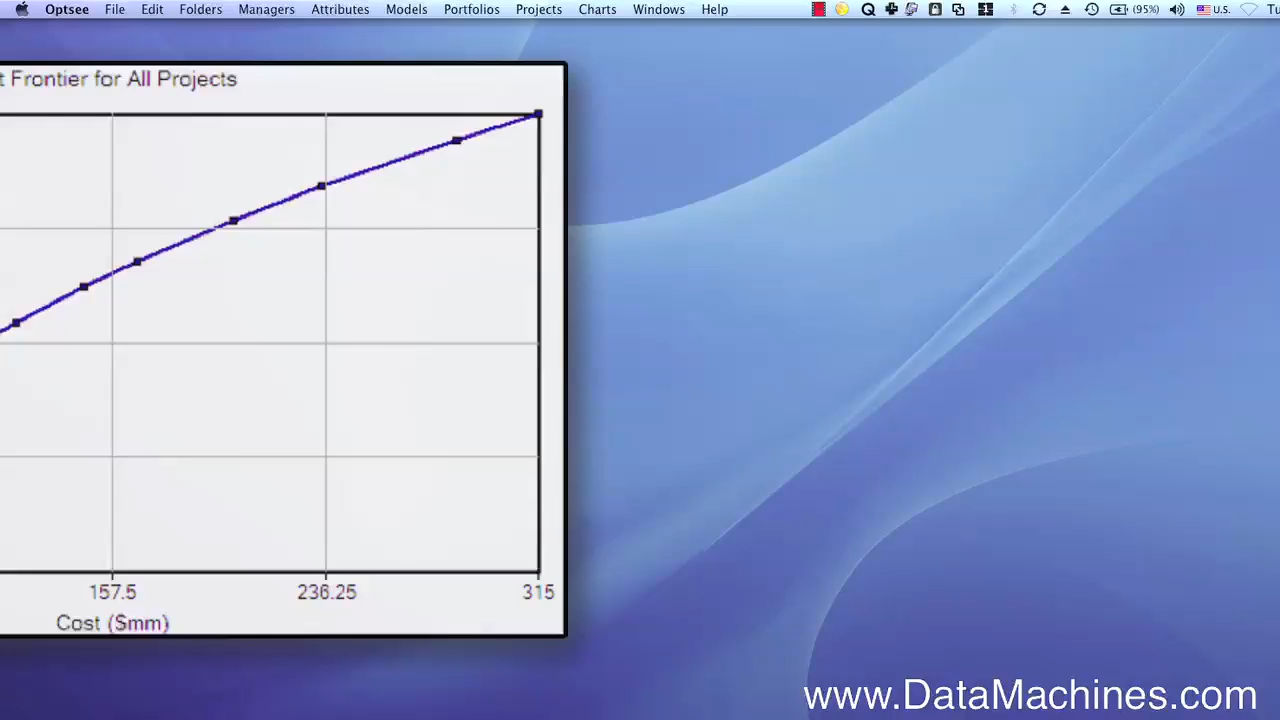 Optsee File Edit Folders Managers Attributes Models Portfolios Projects Charts Windows Help (95%) U.S. Tu
t Frontier for All Projects
157.5 236.25 315
Cost ($mm)
www.DataMachines.com